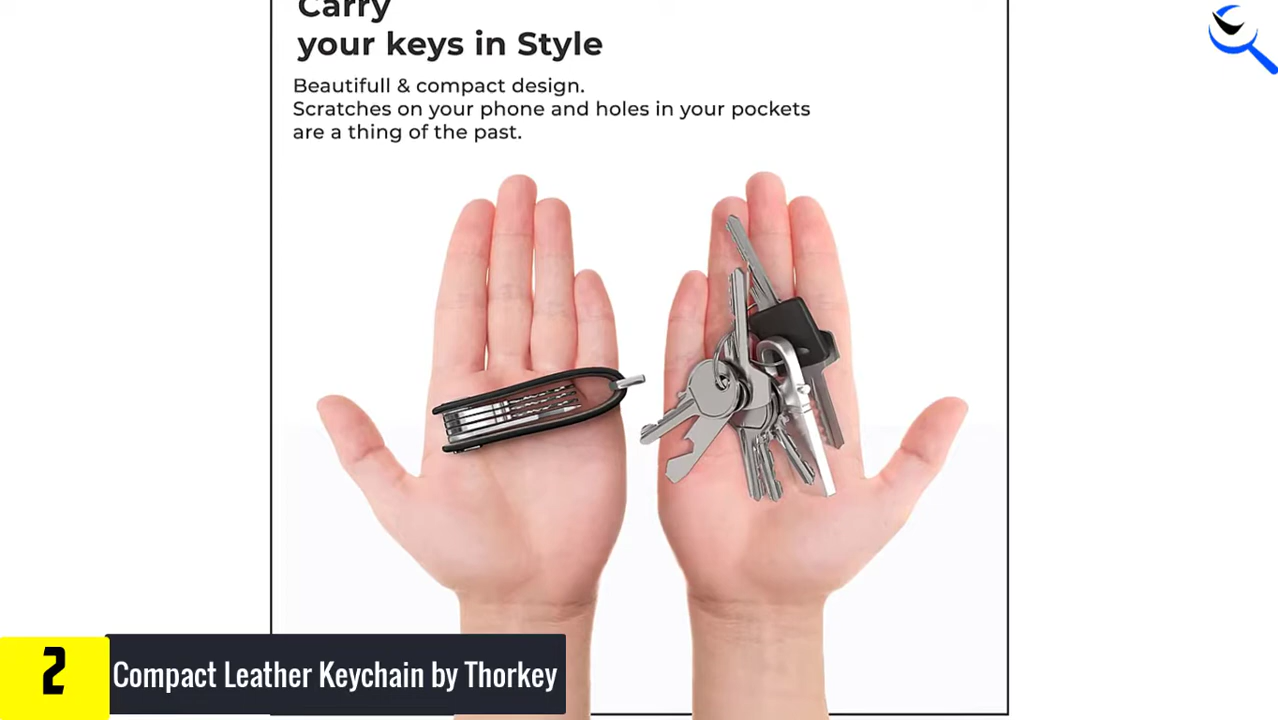 Carry
your keys in Style
Beautifull & compact design.
Scratches on your phone and holes in your pockets
are a thing of the past.
2
Compact Leather Keychain by Thorkey